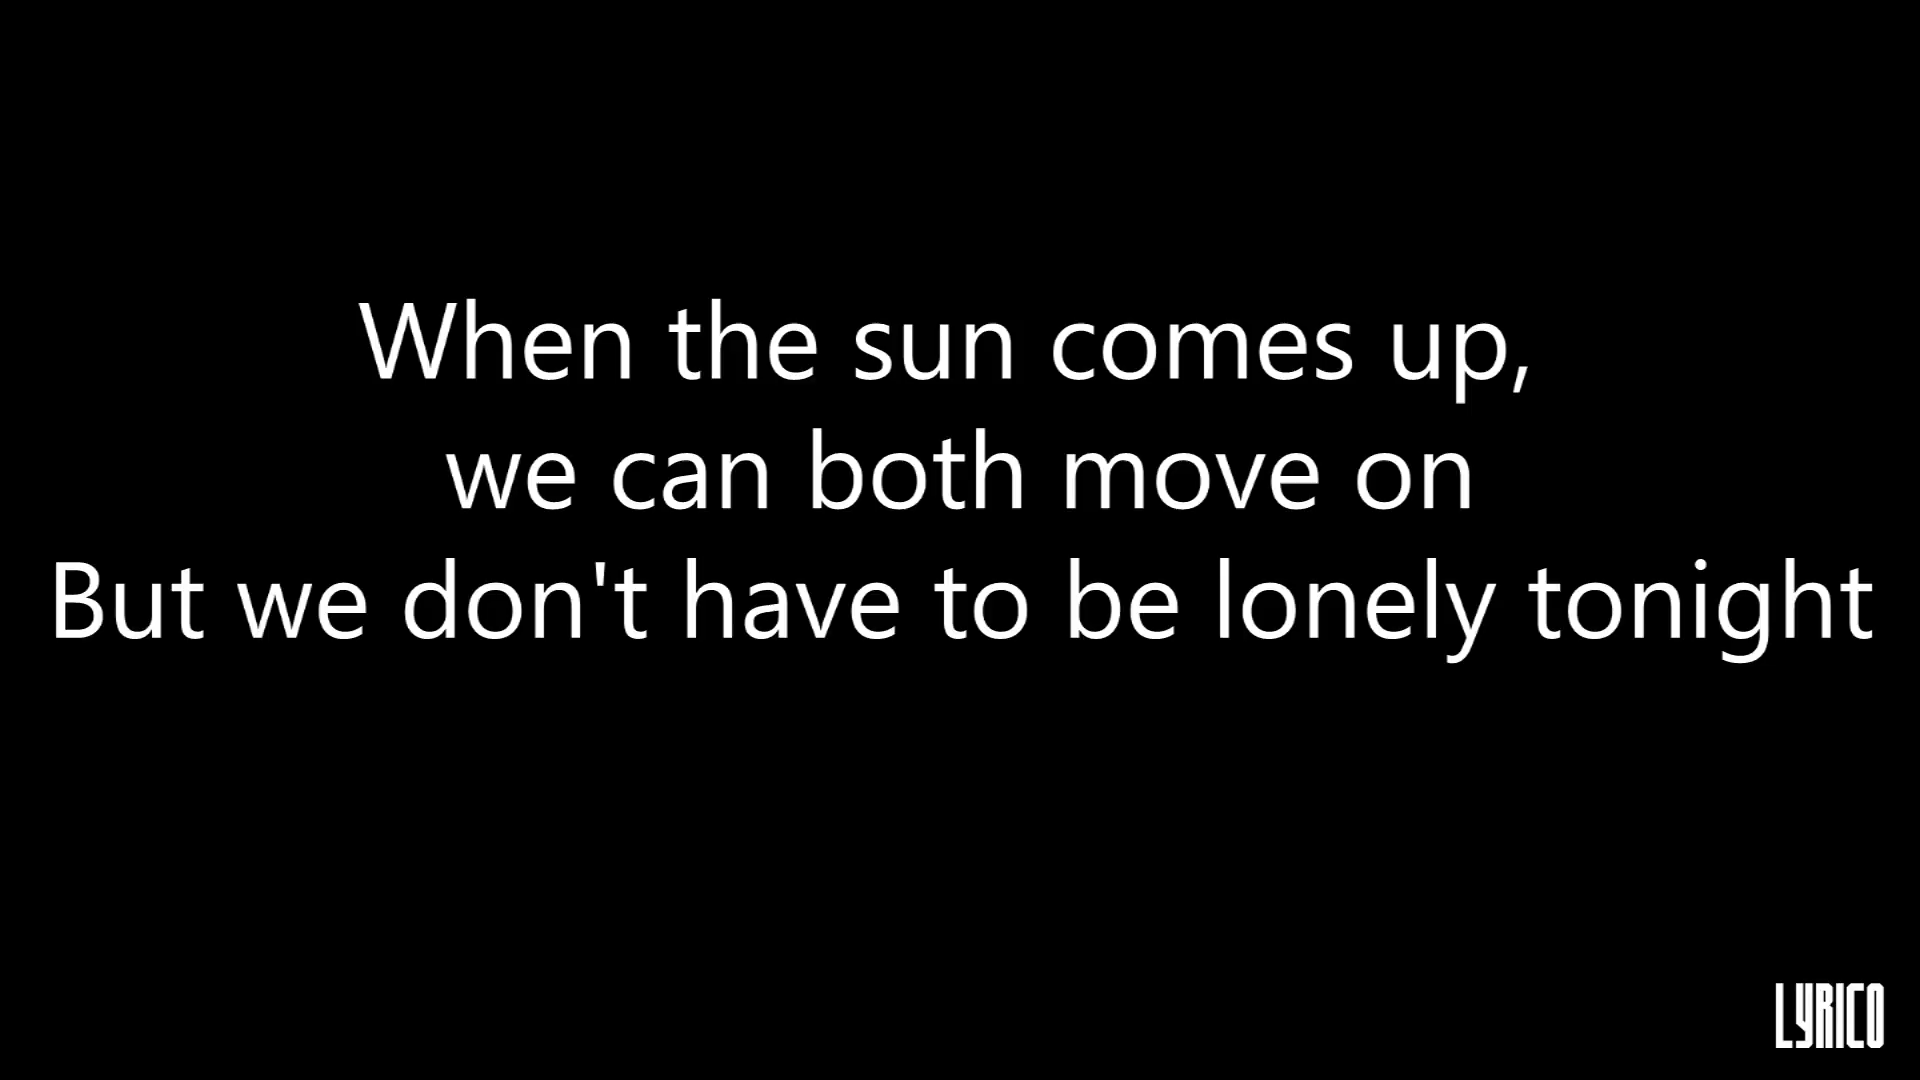 When the sun comes up,
we can both move on
But we don't have to be lonely tonight
LYRICO